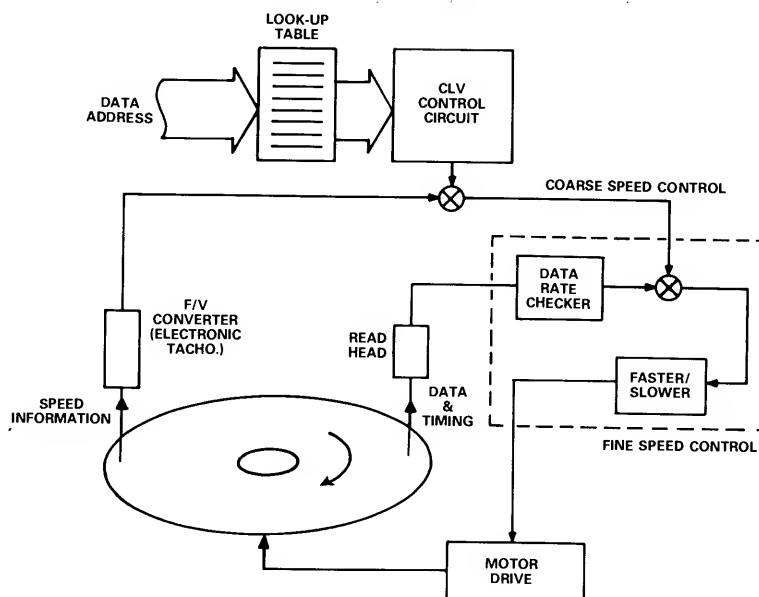 LOOK-UP
TABLE
DATA
ADDRESS
CLV
CONTROL
CIRCUIT
COARSE SPEED CONTROL
F/V
CONVERTER
(ELECTRONIC
TACHO.)
READ
HEAD
DATA
RATE
CHECKER
SPEED
INFORMATION
DATA
&
TIMING
FASTER/
SLOWER
FINE SPEED CONTROL
MOTOR
DRIVE